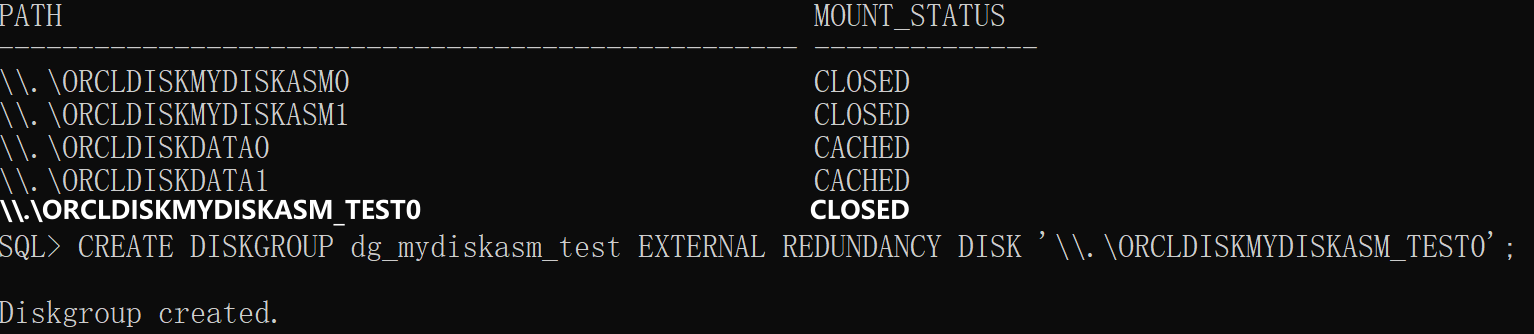 PATH MOUNT_STATUS
-------------------------------------------------- --------------
\\.\ORCLDISKMYDISKASM0 CLOSED
\\.\ORCLDISKMYDISKASM1 CLOSED
\\.\ORCLDISKDATA0 CACHED
\\.\ORCLDISKDATA1 CACHED
\\.\ORCLDISKMYDISKASM_TEST0 CLOSED
SQL> CREATE DISKGROUP dg_mydiskasm_test EXTERNAL REDUNDANCY DISK '\\.\ORCLDISKMYDISKASM_TEST0';
Diskgroup created.